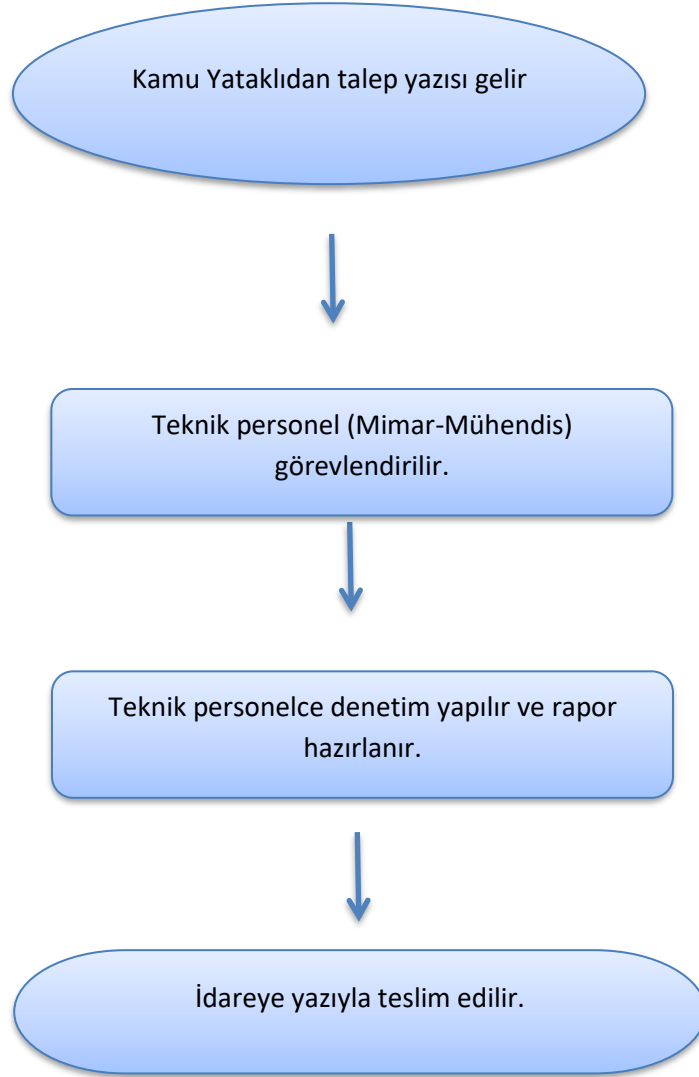 Kamu Yataklıdan talep yazısı gelir
Teknik personel (Mimar-Mühendis)
görevlendirilir.
Teknik personelce denetim yapılır ve rapor
hazırlanır.
İdareye yazıyla teslim edilir.